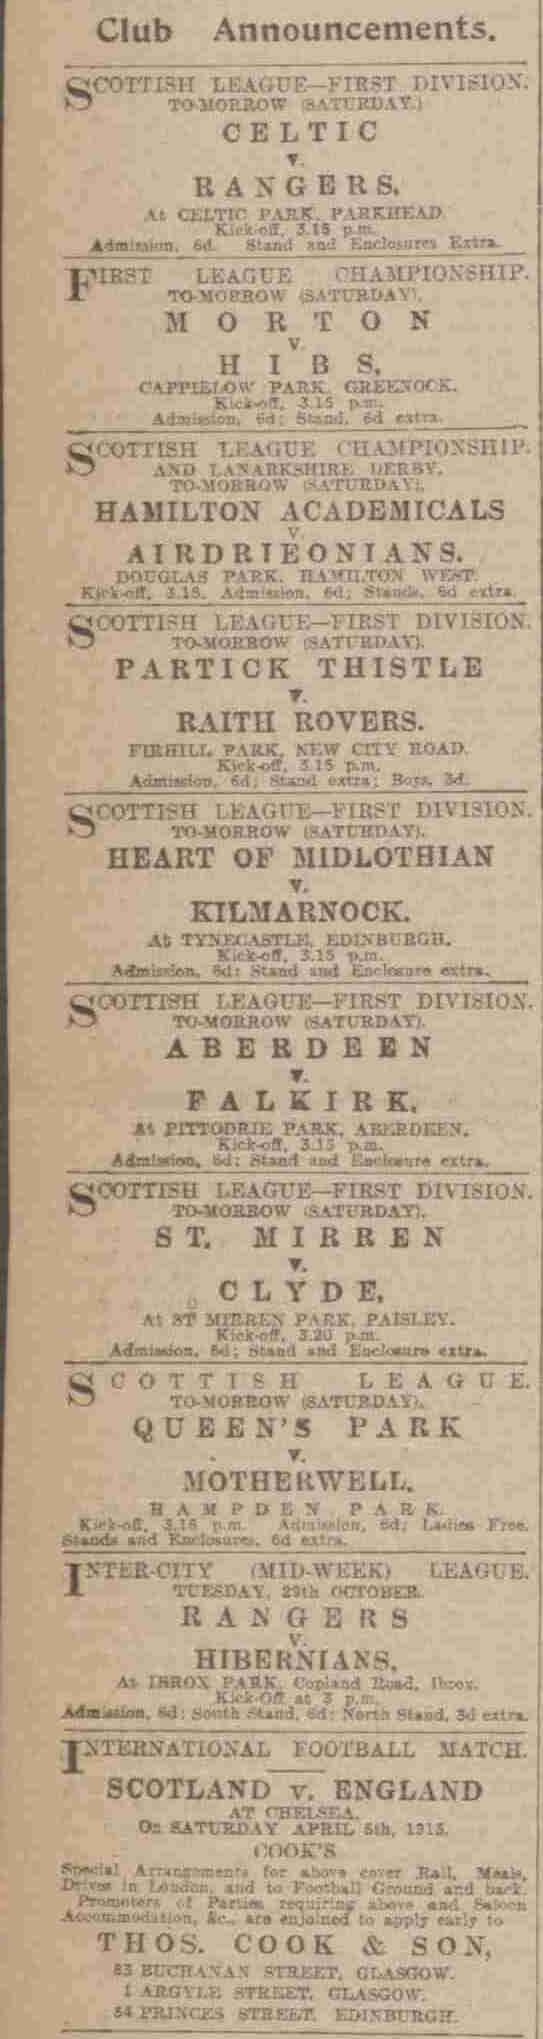 Club Announcements.
SCOTTISH LEAGUE—FIRST DIVISION.
TO-MORROW (SATURDAY.)
CELTIC
v.
RANGERS.
At CELTIC PARK, PARKHEAD.
Kick-off, 3.15 p.m.
Admission, 6d. Stand and Enclosures Extra.
FIRST LEAGUE CHAMPIONSHIP.
TO-MORROW (SATURDAY).
MORTON
v.
HIBS,
CAPPIELOW PARK, GREENOCK.
Kick-off, 3.15 p.m.
Admission, 6d; Stand, 6d extra.
SCOTTISH LEAGUE CHAMPIONSHIP.
AND LANARKSHIRE DERBY.
TO-MORROW (SATURDAY).
HAMILTON ACADEMICALS
v.
AIRDRIEONIANS.
DOUGLAS PARK, HAMILTON WEST.
Kick-off, 3.15. Admission, 6d; Stands, 6d extra.
SCOTTISH LEAGUE—FIRST DIVISION.
TO-MORROW (SATURDAY).
PARTICK THISTLE
v.
RAITH ROVERS.
FIRHILL PARK, NEW CITY ROAD.
Kick-off, 3.15 p.m.
Admission, 6d; Stand extra; Boys, 3d.
SCOTTISH LEAGUE—FIRST DIVISION.
TO-MORROW (SATURDAY).
HEART OF MIDLOTHIAN
v.
KILMARNOCK.
At TYNECASTLE, EDINBURGH.
Kick-off, 3.15 p.m.
Admission, 6d; Stand and Enclosure extra.
SCOTTISH LEAGUE—FIRST DIVISION.
TO-MORROW (SATURDAY).
ABERDEEN
v.
FALKIRK,
At PITTODRIE PARK, ABERDEEN.
Kick-off, 3.15 p.m.
Admission, 6d; Stand and Enclosure extra.
SCOTTISH LEAGUE—FIRST DIVISION.
TO-MORROW (SATURDAY).
ST. MIRREN
v.
CLYDE,
At ST MIRREN PARK, PAISLEY.
Kick-off, 3.20 p.m.
Admission, 6d; Stand and Enclosure extra.
SCOTTISH LEAGUE.
TO-MORROW (SATURDAY).
QUEEN'S PARK
v.
MOTHERWELL.
HAMPDEN PARK.
Kick-off, 3.15 p.m. Admission, 6d; Ladies Free.
Stands and Enclosures, 6d extra.
INTER-CITY (MID-WEEK) LEAGUE.
TUESDAY, 29th OCTOBER.
RANGERS
v.
HIBERNIANS,
At IBROX PARK, Copland Road, Ibrox.
Kick-Off at 3 p.m.
Admission, 6d; South Stand, 6d; North Stand, 3d extra.
INTERNATIONAL FOOTBALL MATCH.
SCOTLAND v. ENGLAND
AT CHELSEA,
On SATURDAY APRIL 5th, 1913.
COOK'S
Special Arrangements for above cover Rail, Meals,
Drives in London, and to Football Ground and back.
Promoters of Parties requiring above and Saloon
Accommodation, &c., are enjoined to apply early to
THOS. COOK & SON,
83 BUCHANAN STREET, GLASGOW.
1 ARGYLE STREET, GLASGOW.
54 PRINCES STREET, EDINBURGH.